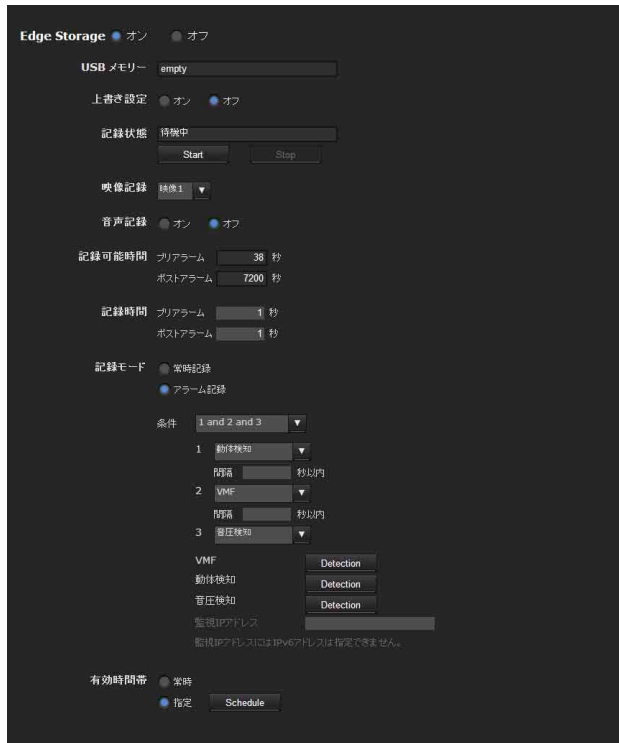 Edge Storage オン オフ
USB メモリー empty
上書き設定 オン オフ
記録状態 待機中
Start Stop
映像記録 映像1
音声記録 オン オフ
記録可能時間 プリアラーム 38 秒
ポストアラーム 7200 秒
記録時間 プリアラーム 1 秒
ポストアラーム 1 秒
記録モード 常時記録
アラーム記録
条件 1 and 2 and 3
1 動体検知
間隔 秒以内
2 VMF
間隔 秒以内
3 音圧検知
VMF Detection
動体検知 Detection
音圧検知 Detection
監視IPアドレス
監視IPアドレスにはIPv6アドレスは指定できません。
有効時間帯 常時
指定 Schedule